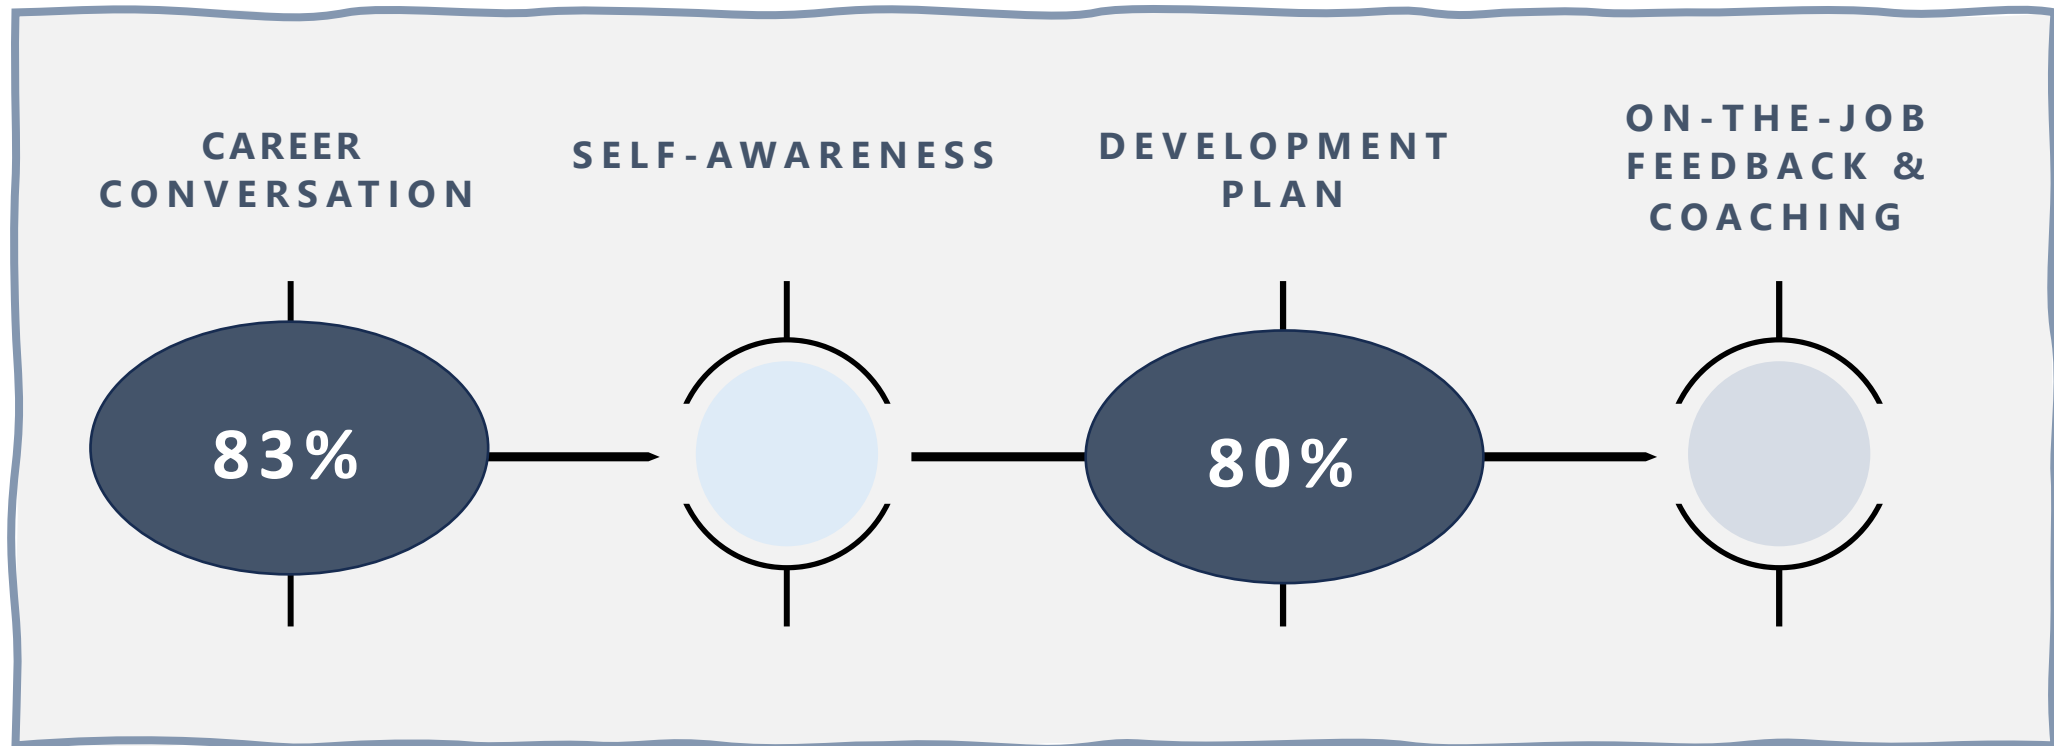 CAREER
CONVERSATION
SELF-AWARENESS
DEVELOPMENT
PLAN
ON-THE-JOB
FEEDBACK &
COACHING
83%
80%